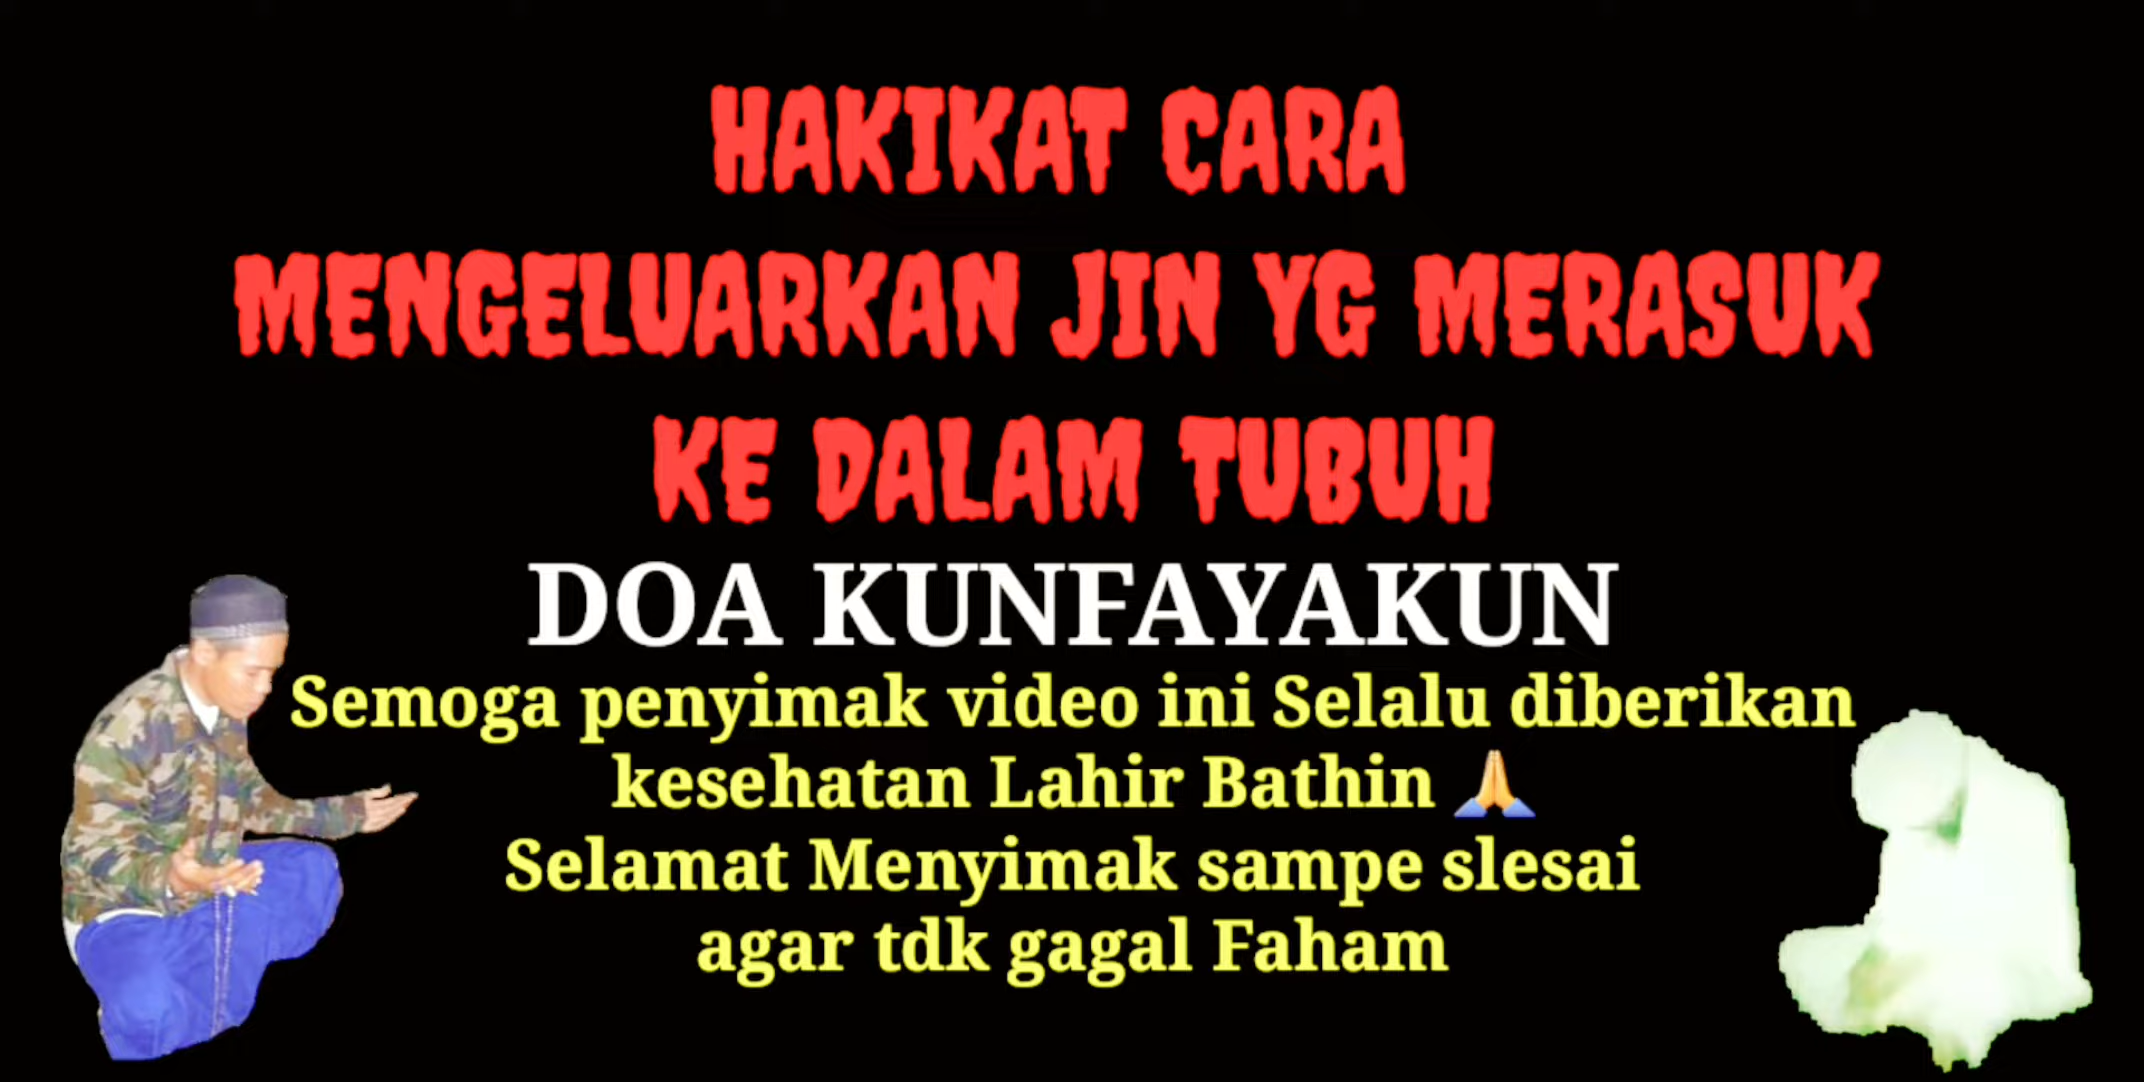 HAKIKAT CARA
MENGELUARKAN JIN YG MERASUK
KE DALAM TUBUH
DOA KUNFAYAKUN
Semoga penyimak video ini Selalu diberikan
kesehatan Lahir Bathin 🙏
Selamat Menyimak sampe slesai
agar tdk gagal Faham